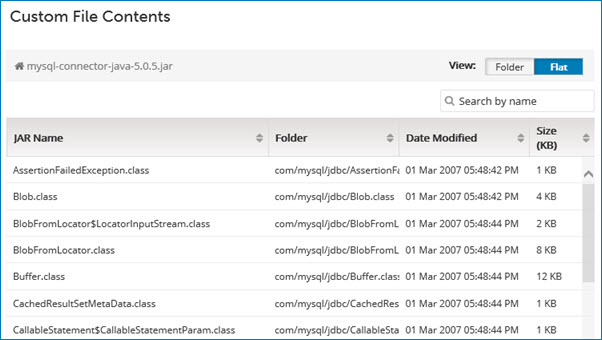 Custom File Contents
mysql-connector-java-5.0.5.jar View: Folder Flat
Search by name
JAR Name Folder Date Modified Size (KB)
AssertionFailedException.class com/mysql/jdbc/AssertionFa 01 Mar 2007 05:48:42 PM 1 KB
Blob.class com/mysql/jdbc/Blob.class 01 Mar 2007 05:48:42 PM 4 KB
BlobFromLocator$LocatorInputStream.class com/mysql/jdbc/BlobFromL 01 Mar 2007 05:48:44 PM 2 KB
BlobFromLocator.class com/mysql/jdbc/BlobFromL 01 Mar 2007 05:48:44 PM 8 KB
Buffer.class com/mysql/jdbc/Buffer.class 01 Mar 2007 05:48:42 PM 12 KB
CachedResultSetMetaData.class com/mysql/jdbc/CachedRes 01 Mar 2007 05:48:44 PM 1 KB
CallableStatement$CallableStatementParam.class com/mysql/jdbc/CallableSta 01 Mar 2007 05:48:44 PM 1 KB